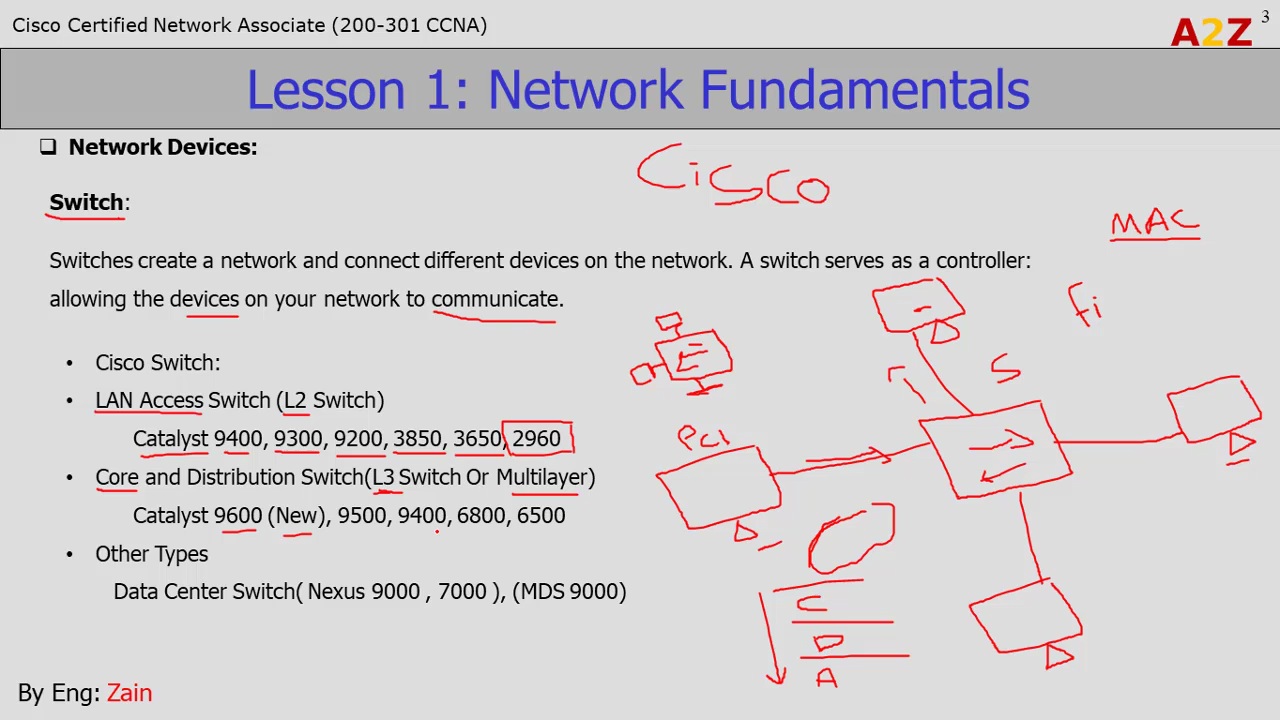 Cisco Certified Network Associate (200-301 CCNA)
A2Z
3
Lesson 1: Network Fundamentals
❑ Network Devices:
CISCO
Switch:
MAC
Switches create a network and connect different devices on the network. A switch serves as a controller:
allowing the devices on your network to communicate.
Fi
• Cisco Switch:
S
• LAN Access Switch (L2 Switch)
Catalyst 9400, 9300, 9200, 3850, 3650, 2960
PC1
• Core and Distribution Switch(L3 Switch Or Multilayer)
Catalyst 9600 (New), 9500, 9400, 6800, 6500
• Other Types
Data Center Switch( Nexus 9000 , 7000 ), (MDS 9000)
C
D
A
By Eng: Zain